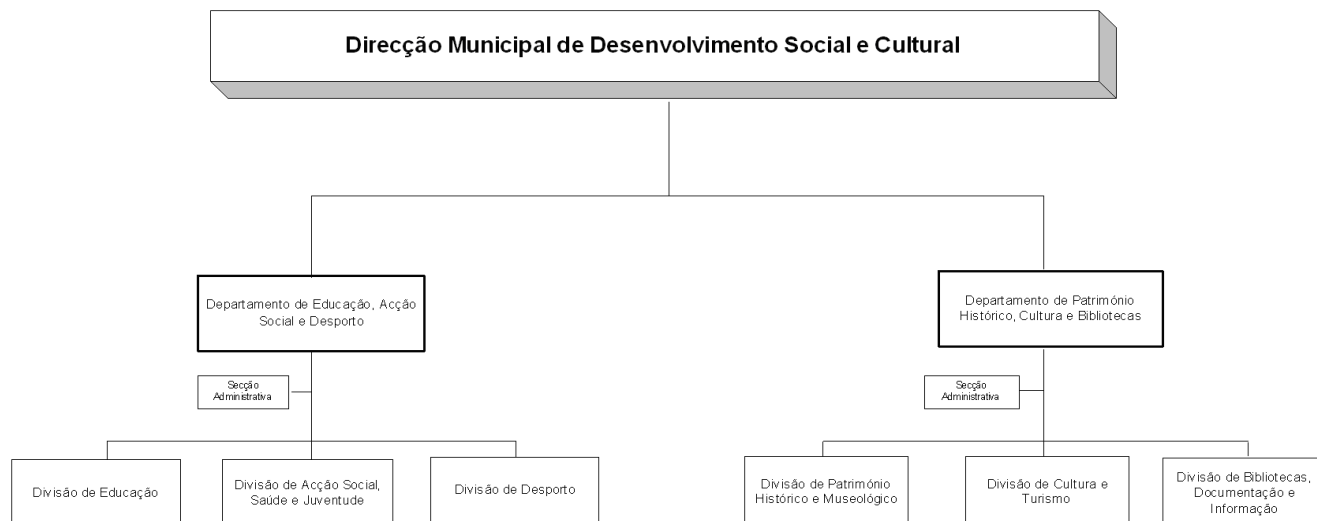 Direcção Municipal de Desenvolvimento Social e Cultural
Departamento de Educação, Acção
Social e Desporto
Departamento de Património
Histórico, Cultura e Bibliotecas
Secção
Administrativa
Secção
Administrativa
Divisão de Educação
Divisão de Acção Social,
Saúde e Juventude
Divisão de Desporto
Divisão de Património
Histórico e Museológico
Divisão de Cultura e
Turismo
Divisão de Bibliotecas,
Documentação e
Informação